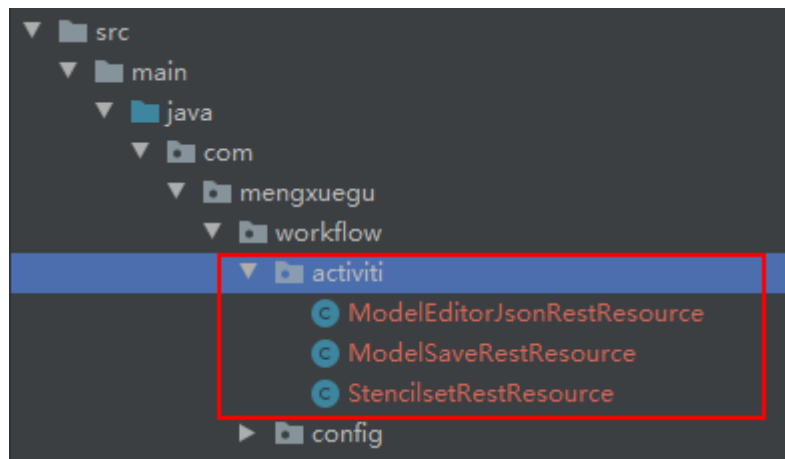 src
main
java
com
mengxuegu
workflow
activiti
ModelEditorJsonRestResource
ModelSaveRestResource
StencilsetRestResource
config